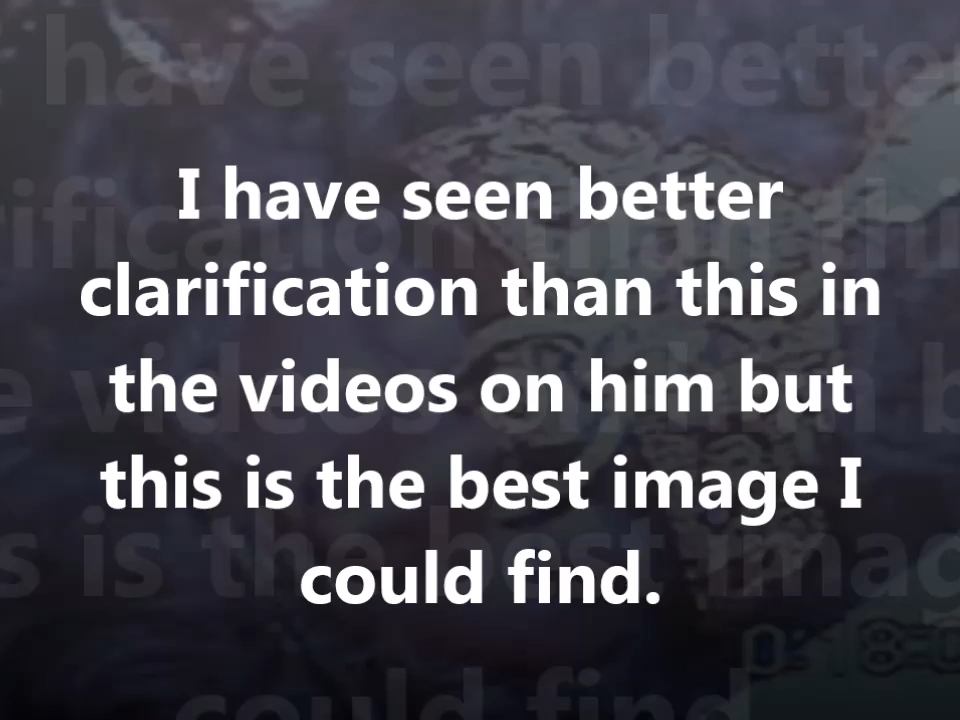 I have seen better
clarification than this in
the videos on him but
this is the best image I
could find.